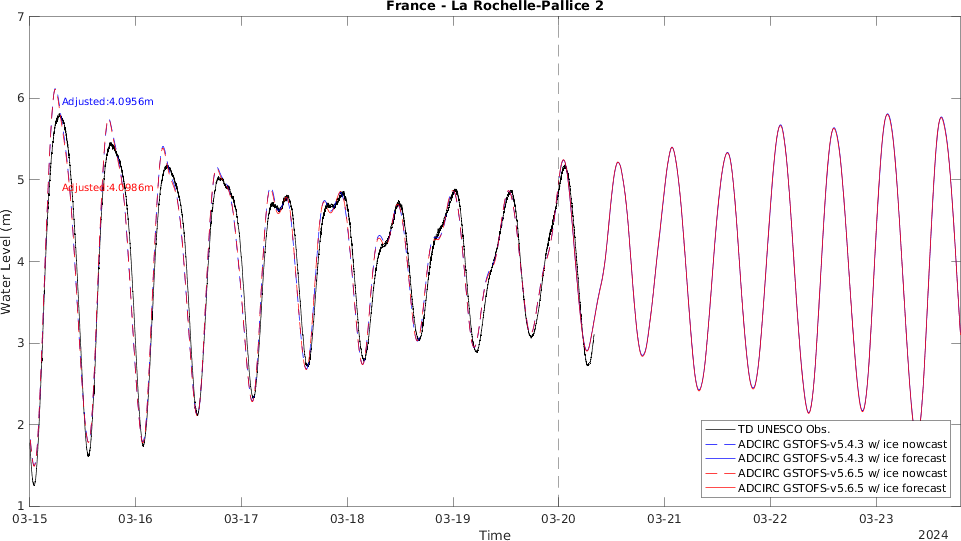 France - La Rochelle-Pallice 2
7
6
5
4
3
2
1
Water Level (m)
Adjusted:4.0956m
Adjusted:4.0986m
TD UNESCO Obs.
ADCIRC GSTOFS-v5.4.3 w/ ice nowcast
ADCIRC GSTOFS-v5.4.3 w/ ice forecast
ADCIRC GSTOFS-v5.6.5 w/ ice nowcast
ADCIRC GSTOFS-v5.6.5 w/ ice forecast
03-15 03-16 03-17 03-18 03-19 03-20 03-21 03-22 03-23
Time
2024